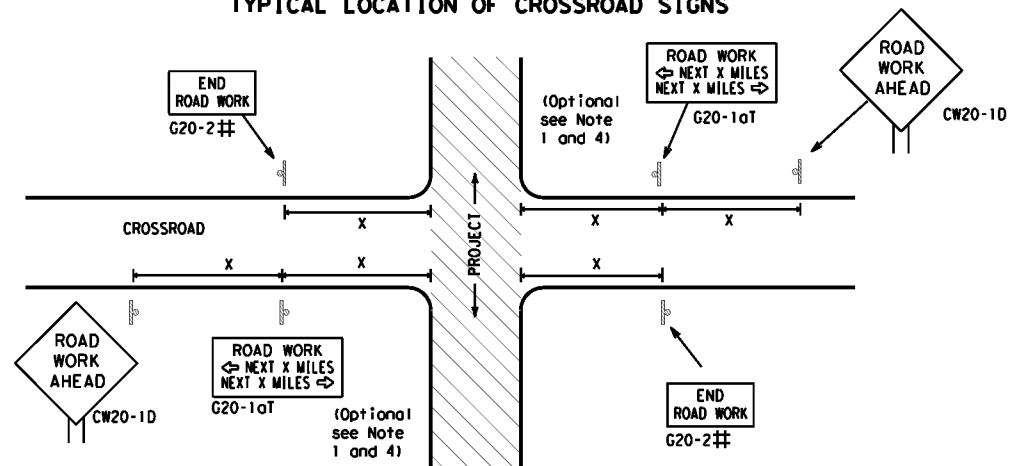 TYPICAL LOCATION OF CROSSROAD SIGNS
END
ROAD WORK
G20-2#
(Optional
see Note
1 and 4)
ROAD WORK
⇦ NEXT X MILES
NEXT X MILES ⇨
G20-1aT
ROAD
WORK
AHEAD
CW20-1D
CROSSROAD
X
X
X
PROJECT
X
X
X
ROAD
WORK
AHEAD
CW20-1D
ROAD WORK
⇦ NEXT X MILES
NEXT X MILES ⇨
G20-1aT
(Optional
see Note
1 and 4)
END
ROAD WORK
G20-2#